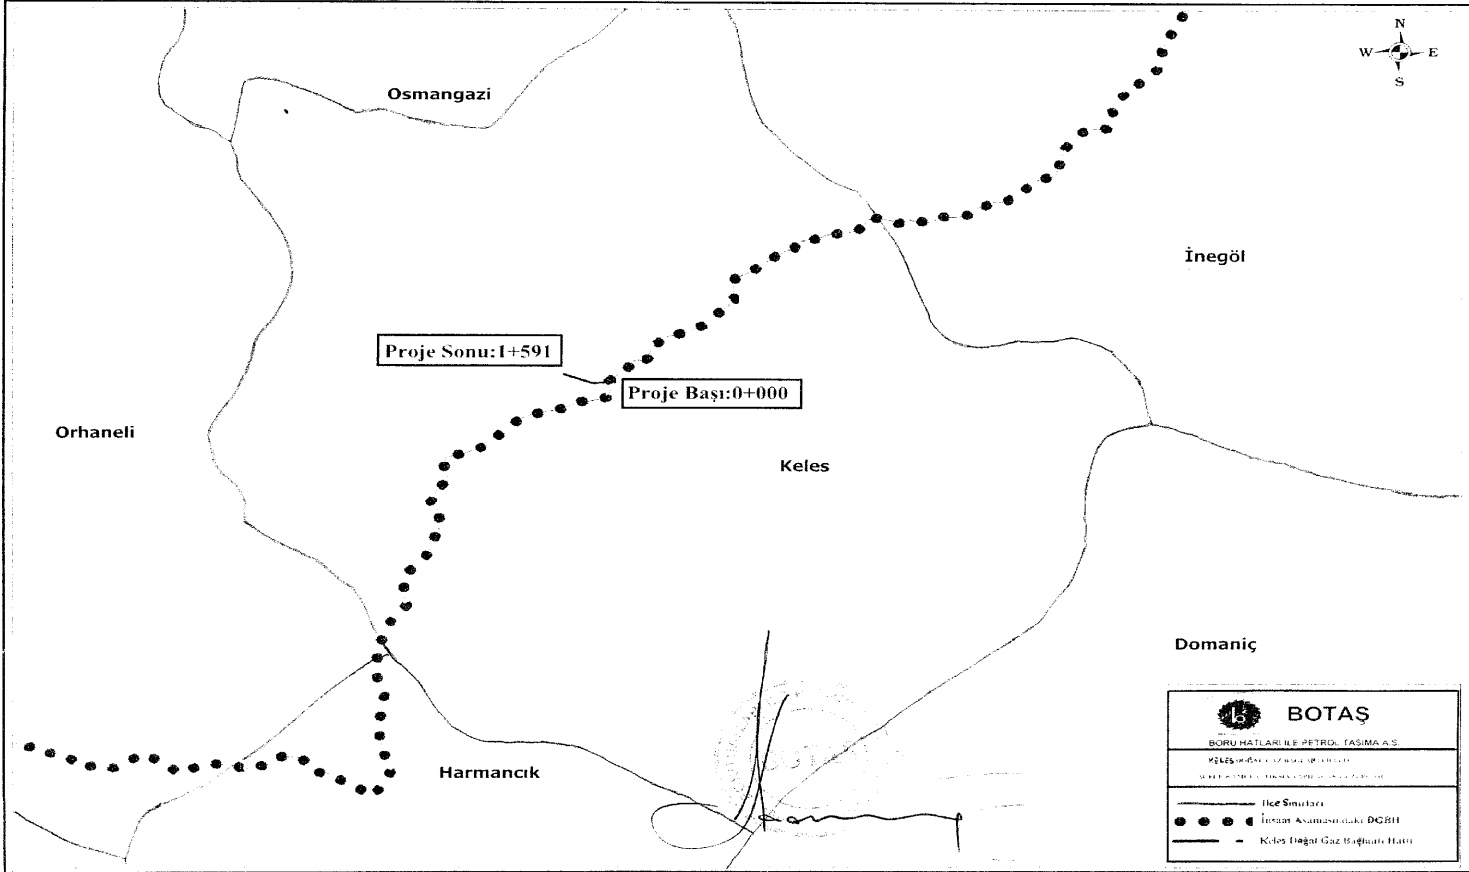 N
W E
S
Osmangazi
İnegöl
Proje Sonu:1+591
Proje Başı:0+000
Orhaneli
Keles
Domaniç
Harmancık
BOTAŞ
BORU HATLARI İLE PETROL TAŞIMA A.Ş.
KELES
İlçe Sınırları
İnşaat Aşamasındaki DGBH
Keles Doğal Gaz Bağlantı Hattı